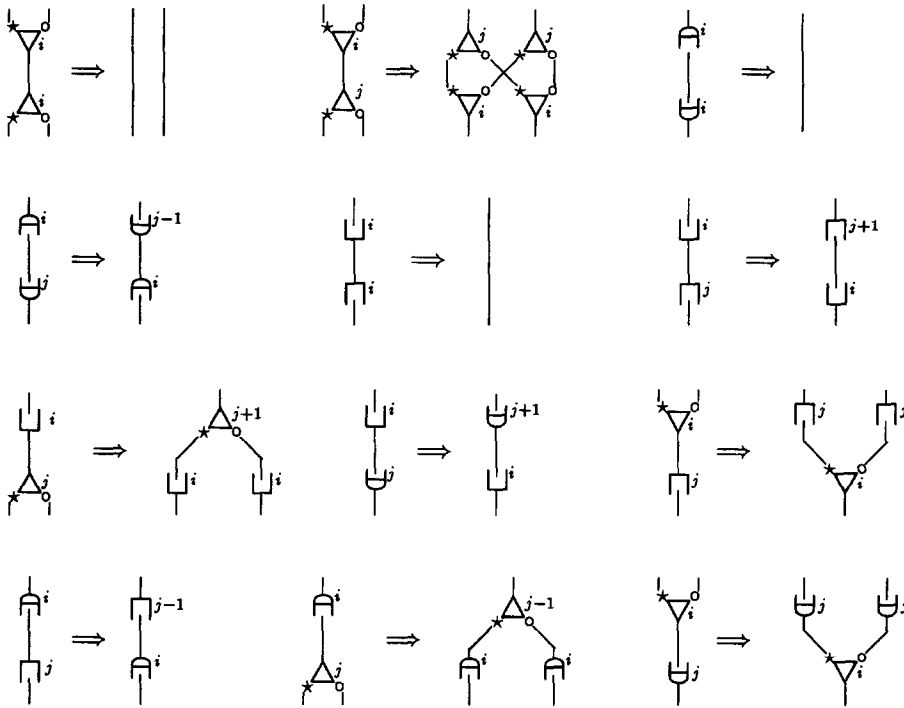 i i j j i
⇒ ⇒ ⇒
i j i i i
i j−1 i i j+1
⇒ ⇒ ⇒
j i i j i
i j+1 i j+1 i j j
⇒ ⇒ ⇒
j i i j i j i
i j−1 i j−1 i j j
⇒ ⇒ ⇒
j i j i i j i